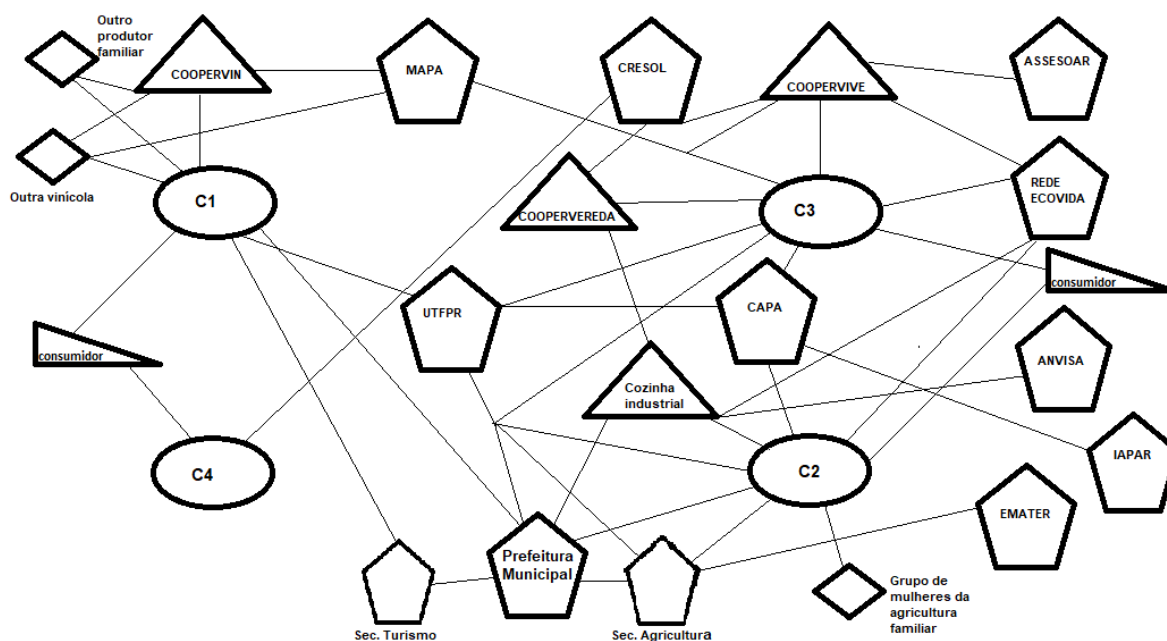 Outro
produtor
familiar
COOPERVIN
MAPA
CRESOL
COOPERVIVE
ASSESOAR
Outra vinícola
C1
COOPERVEREDA
C3
REDE
ECOVIDA
consumidor
UTFPR
CAPA
consumidor
ANVISA
Cozinha
industrial
C4
C2
IAPAR
EMATER
Prefeitura
Municipal
Grupo de
mulheres da
agricultura
familiar
Sec. Turismo
Sec. Agricultura